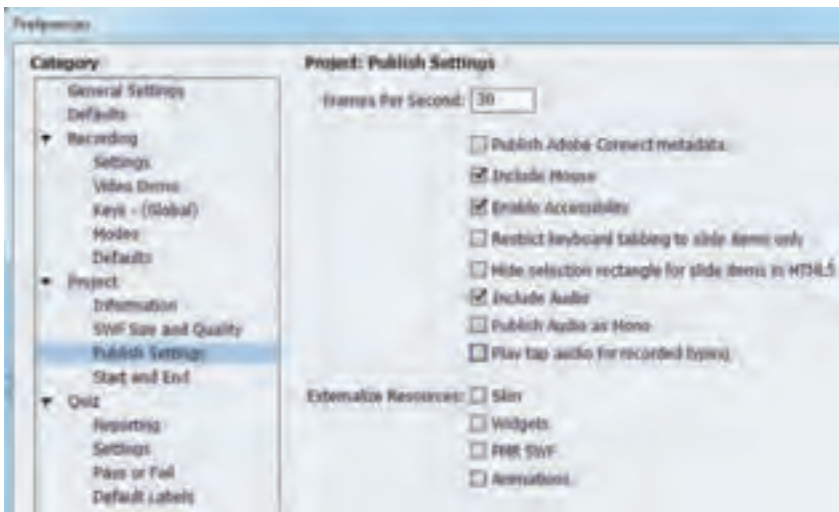 Preferences
Category
General Settings
Defaults
Recording
Settings
Video Demo
Keys - (Global)
Modes
Defaults
Project
Information
SWF Size and Quality
Publish Settings
Start and End
Quiz
Reporting
Settings
Pass or Fail
Default Labels
Project: Publish Settings
Frames Per Second: 30
Publish Adobe Connect metadata.
Include Mouse
Enable Accessibility
Restrict keyboard tabbing to slide items only
Hide selection rectangle for slide items in HTML5
Include Audio
Publish Audio as Mono
Play tap audio for recorded typing
Externalize Resources: Skin
Widgets
FMR SWF
Animations